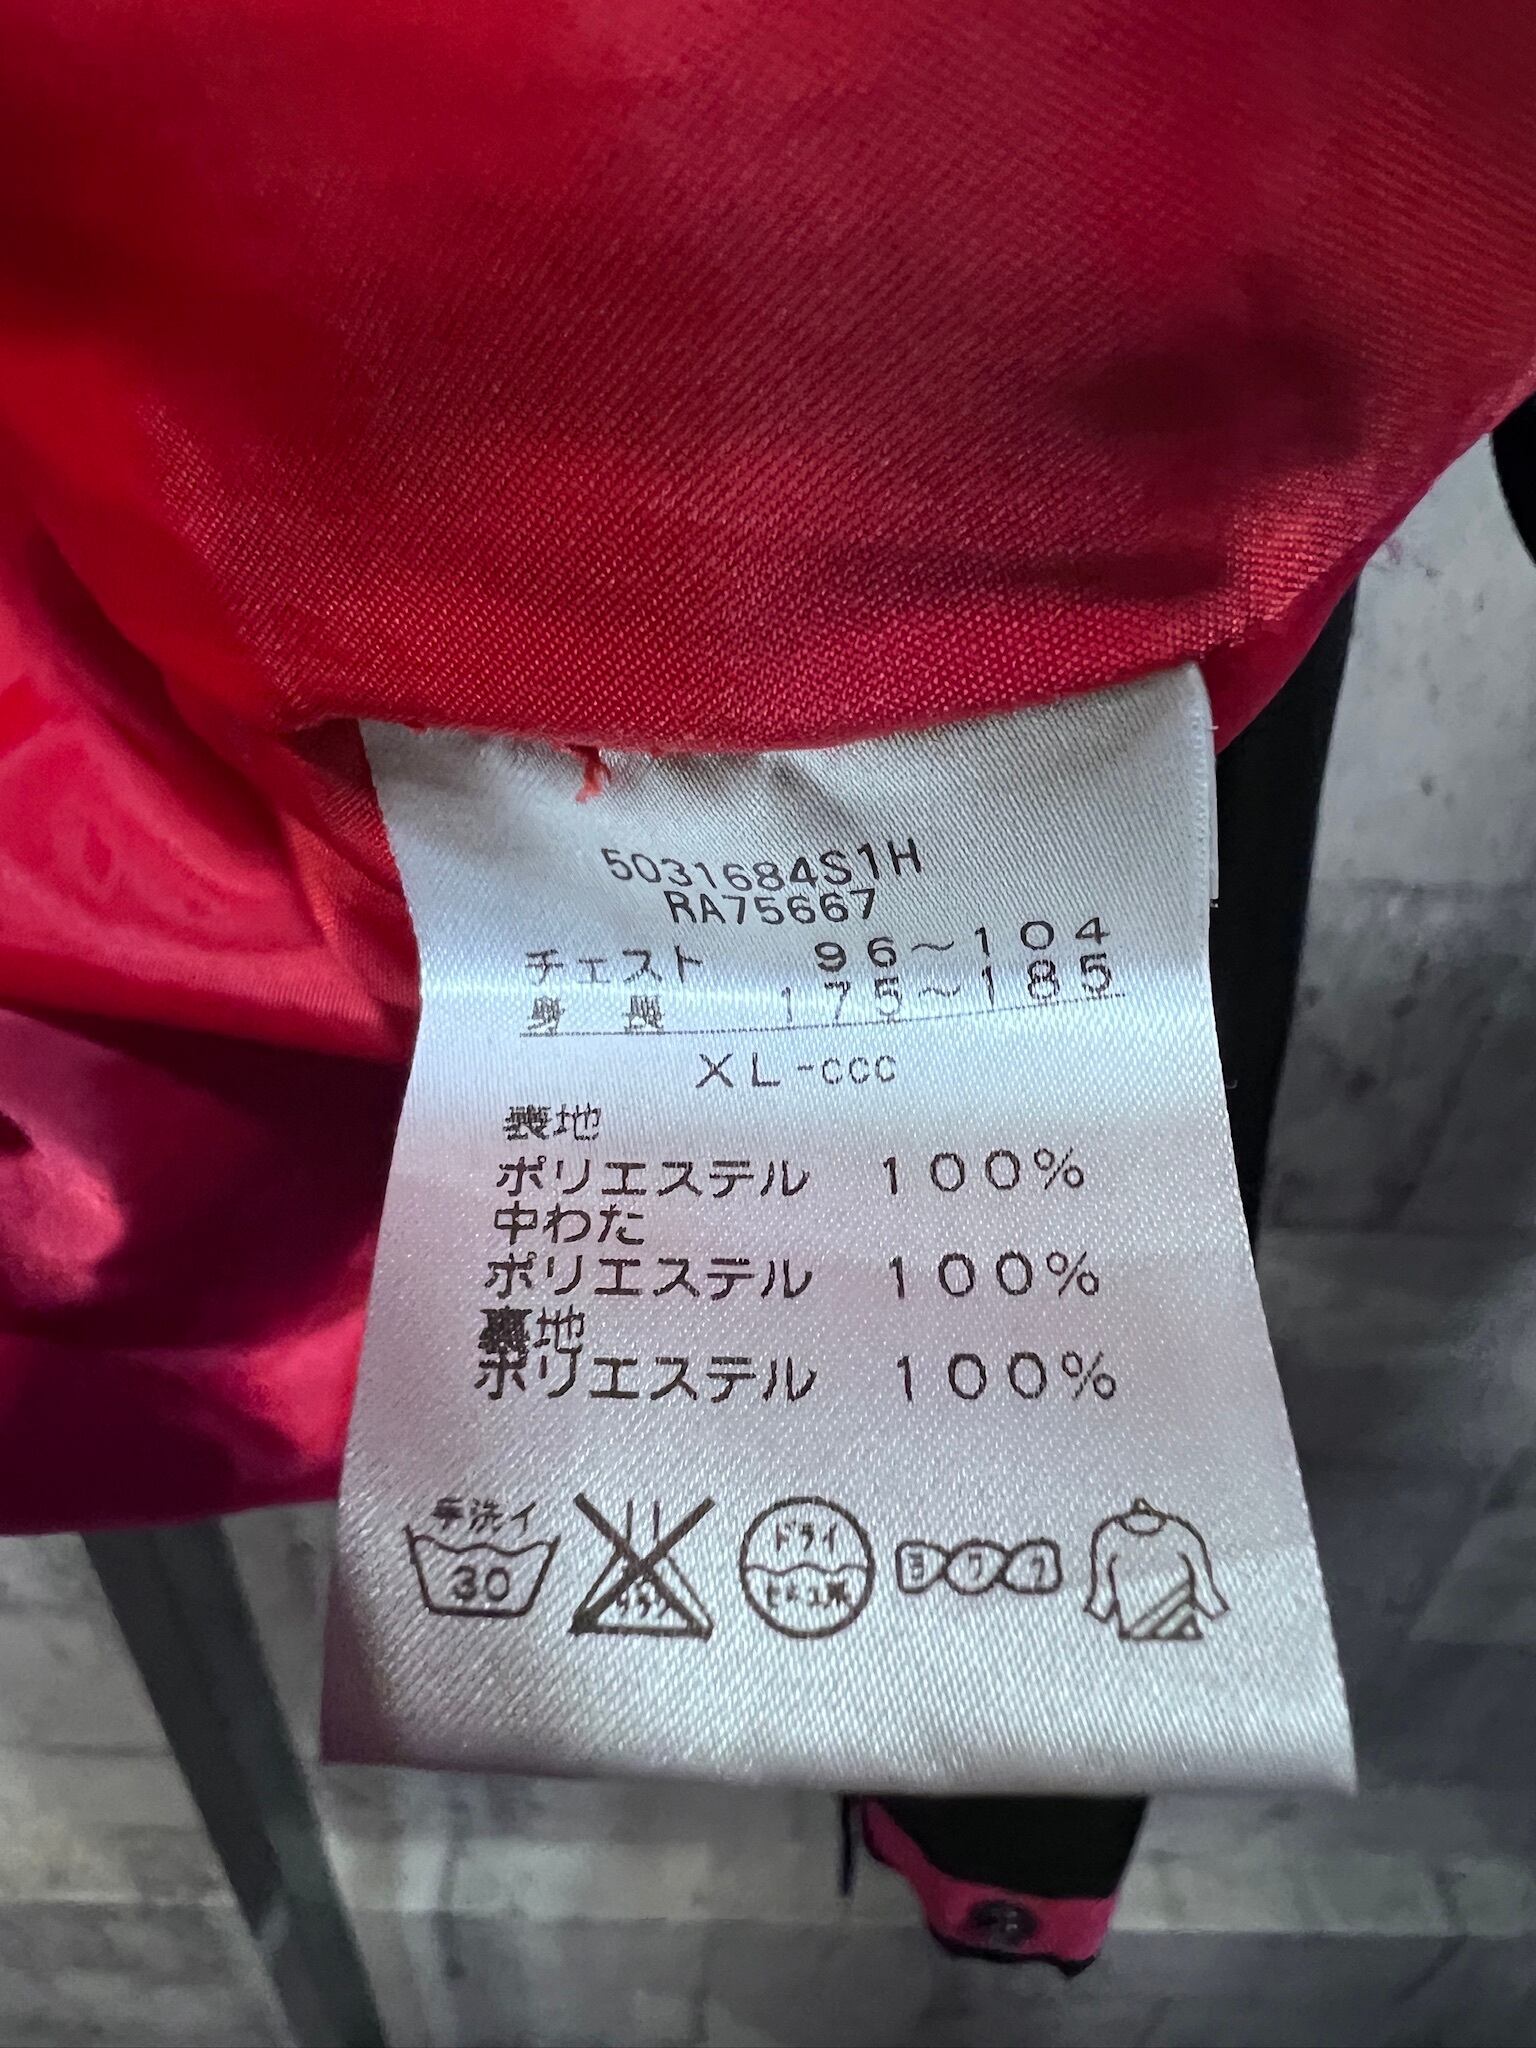 5031684S1H
RA75667
チェスト 96～104
身長 175～185
XL-CCC
表地
ポリエステル 100%
中わた
ポリエステル 100%
裏地
ポリエステル 100%
手洗イ
30
ドライ